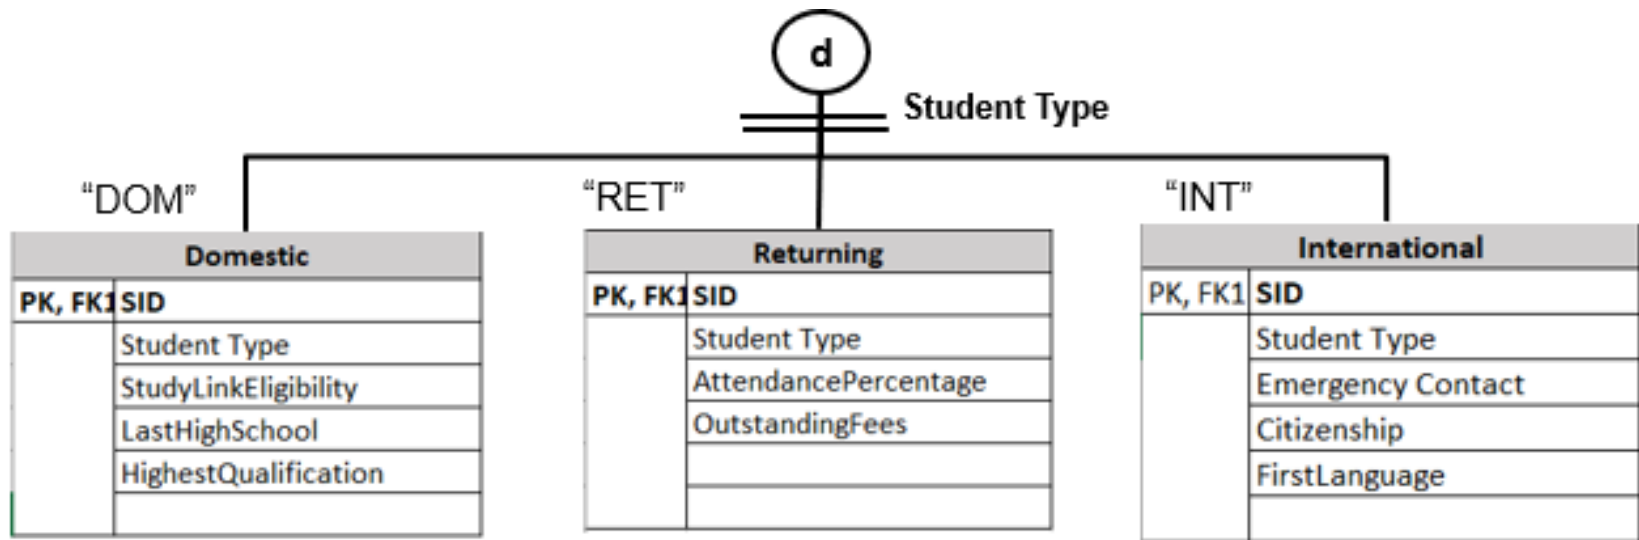 d
Student Type
“DOM”
“RET”
“INT”
Domestic
PK, FK1 SID
Student Type
StudyLinkEligibility
LastHighSchool
HighestQualification
Returning
PK, FK1 SID
Student Type
AttendancePercentage
OutstandingFees
International
PK, FK1 SID
Student Type
Emergency Contact
Citizenship
FirstLanguage